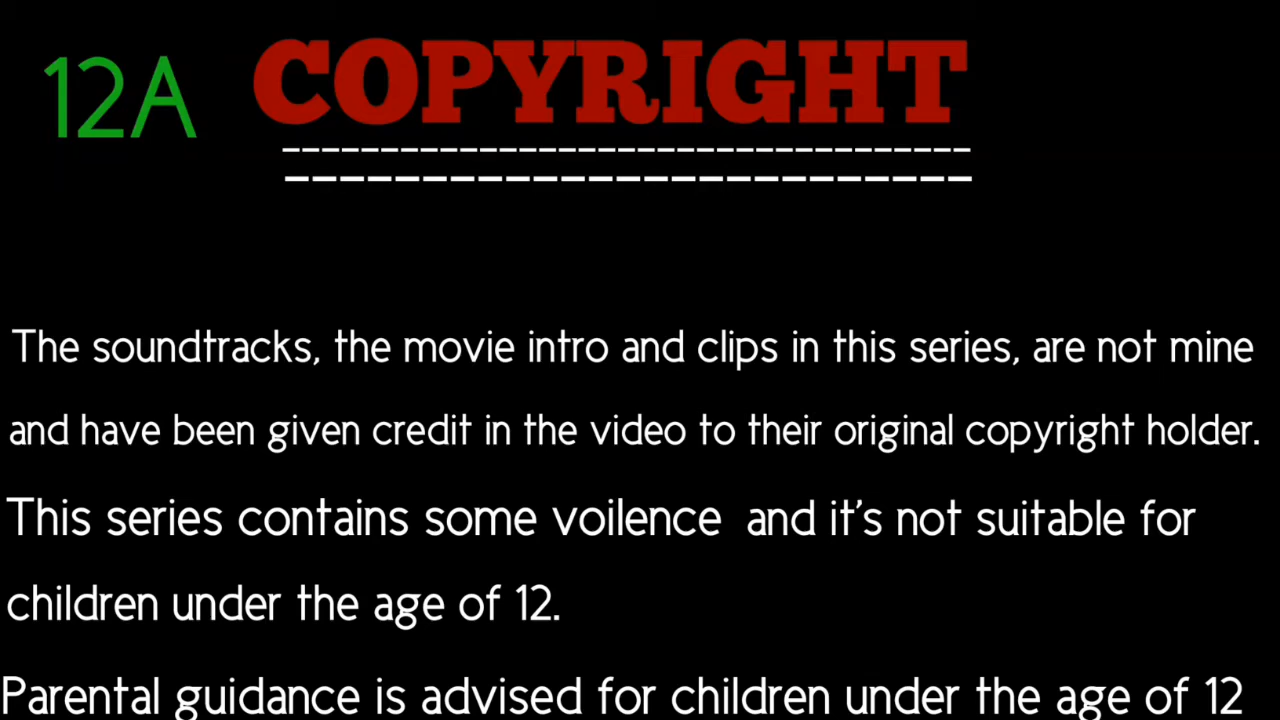 12A COPYRIGHT
The soundtracks, the movie intro and clips in this series, are not mine
and have been given credit in the video to their original copyright holder.
This series contains some voilence and it's not suitable for
children under the age of 12.
Parental guidance is advised for children under the age of 12